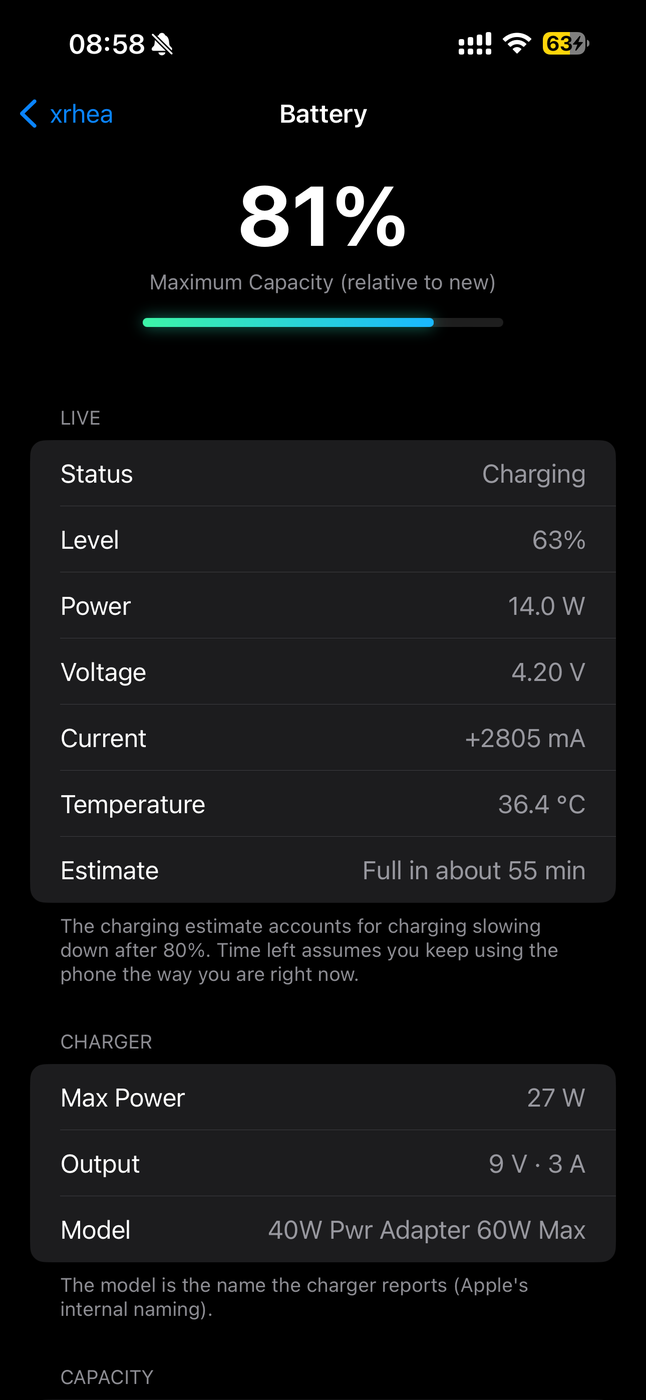 08:58
63
xrhea
Battery
81%
Maximum Capacity (relative to new)
LIVE
Status Charging
Level 63%
Power 14.0 W
Voltage 4.20 V
Current +2805 mA
Temperature 36.4 °C
Estimate Full in about 55 min
The charging estimate accounts for charging slowing
down after 80%. Time left assumes you keep using the
phone the way you are right now.
CHARGER
Max Power 27 W
Output 9 V · 3 A
Model 40W Pwr Adapter 60W Max
The model is the name the charger reports (Apple's
internal naming).
CAPACITY